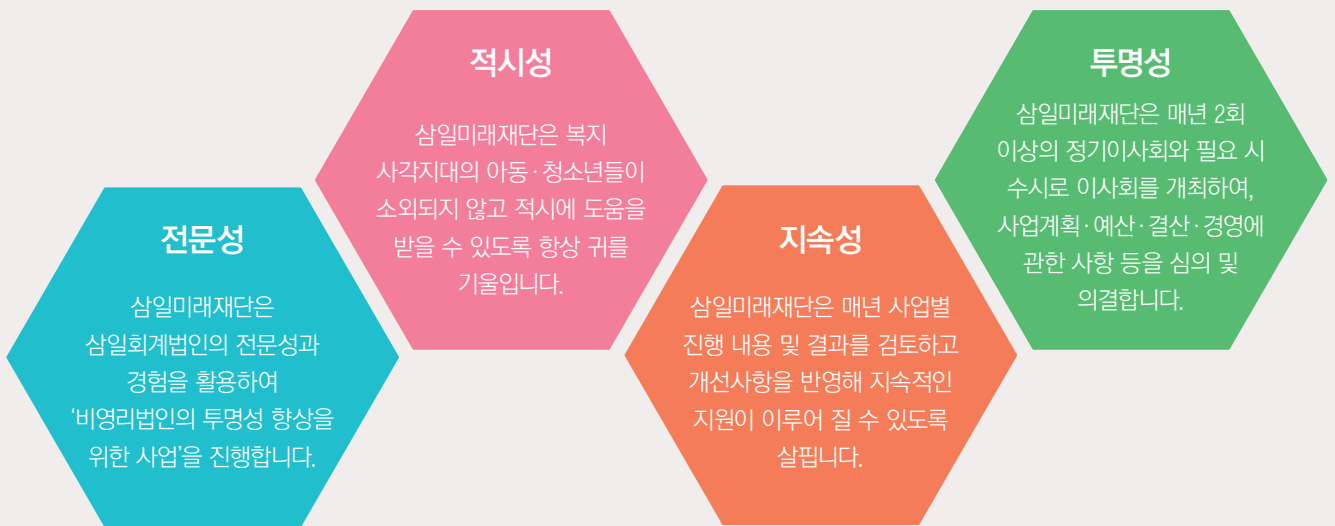 전문성
삼일미래재단은
삼일회계법인의 전문성과
경험을 활용하여
‘비영리법인의 투명성 향상을
위한 사업’을 진행합니다.
적시성
삼일미래재단은 복지
사각지대의 아동·청소년들이
소외되지 않고 적시에 도움을
받을 수 있도록 항상 귀를
기울입니다.
지속성
삼일미래재단은 매년 사업별
진행 내용 및 결과를 검토하고
개선사항을 반영해 지속적인
지원이 이루어 질 수 있도록
살핍니다.
투명성
삼일미래재단은 매년 2회
이상의 정기이사회와 필요 시
수시로 이사회를 개최하여,
사업계획·예산·결산·경영에
관한 사항 등을 심의 및
의결합니다.